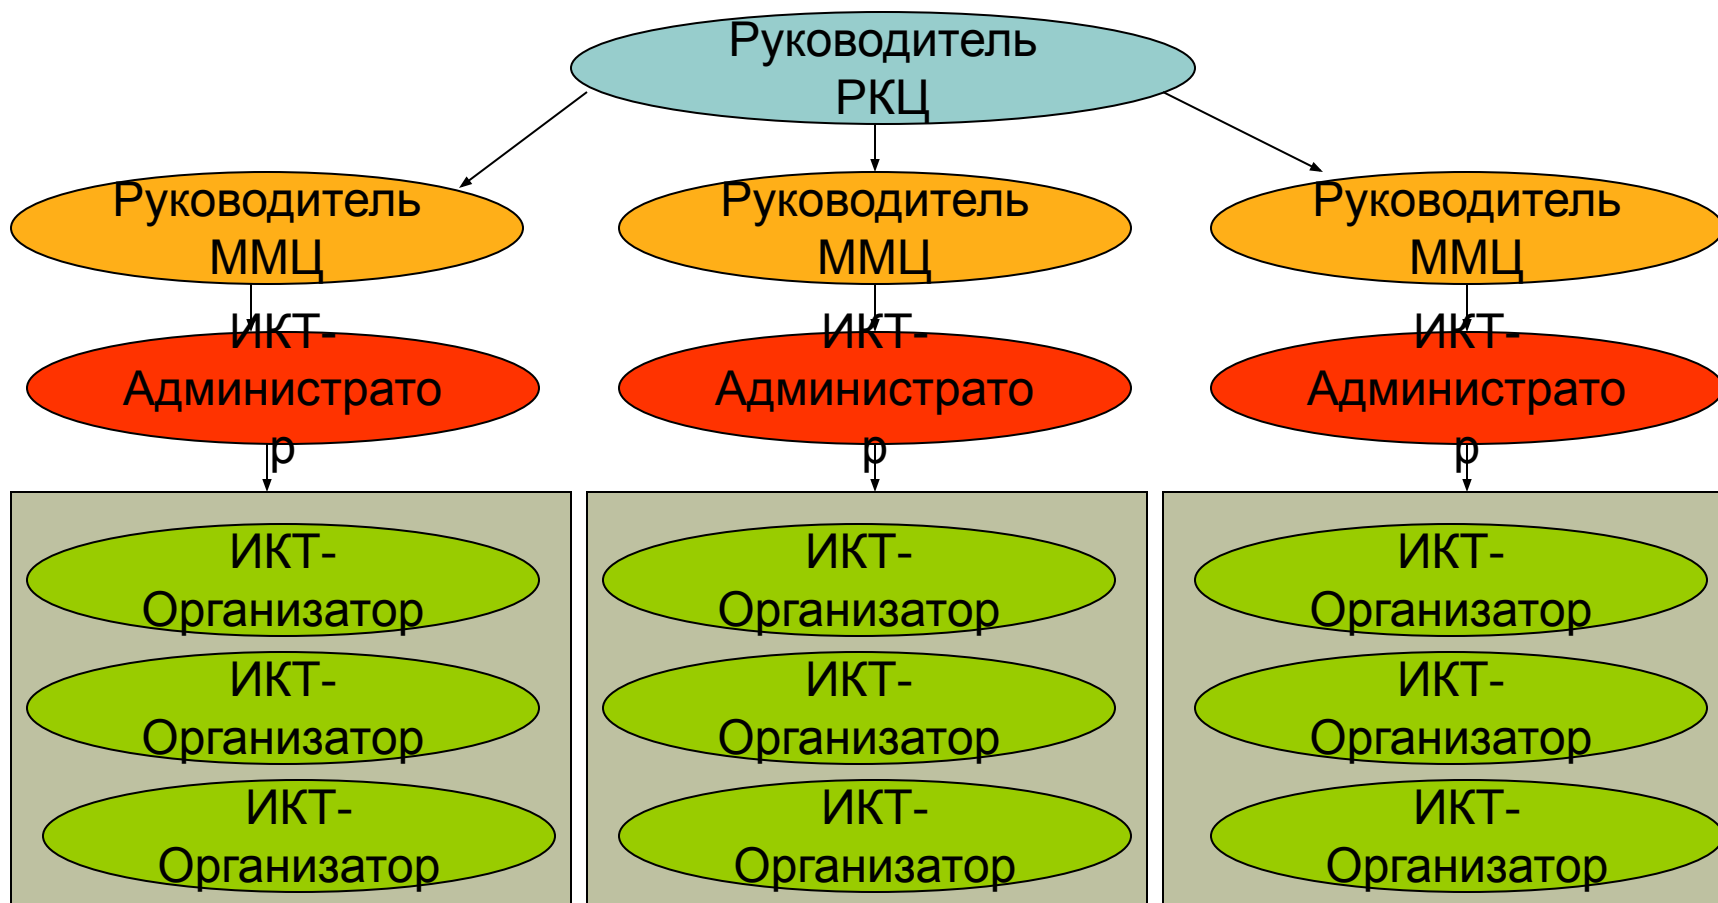 Руководитель
РКЦ
Руководитель
ММЦ
Руководитель
ММЦ
Руководитель
ММЦ
ИКТ-
Администрато
р
ИКТ-
Администрато
р
ИКТ-
Администрато
р
ИКТ-
Организатор
ИКТ-
Организатор
ИКТ-
Организатор
ИКТ-
Организатор
ИКТ-
Организатор
ИКТ-
Организатор
ИКТ-
Организатор
ИКТ-
Организатор
ИКТ-
Организатор